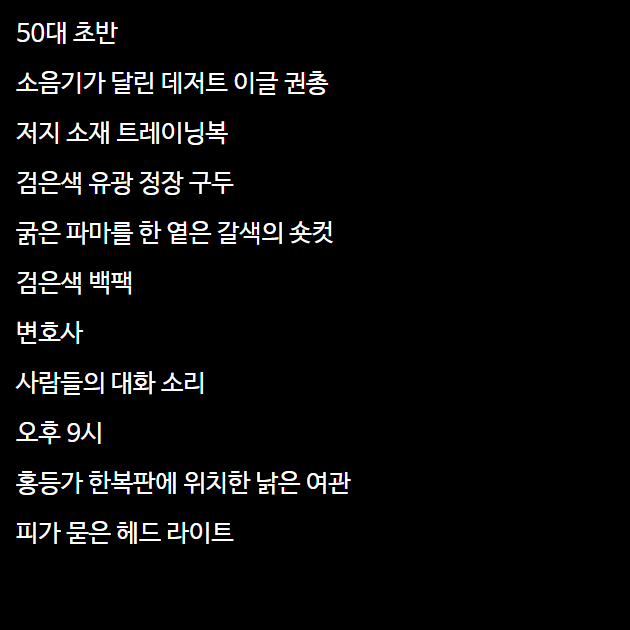 50대 초반
소음기가 달린 데저트 이글 권총
저지 소재 트레이닝복
검은색 유광 정장 구두
굵은 파마를 한 옅은 갈색의 숏컷
검은색 백팩
변호사
사람들의 대화 소리
오후 9시
홍등가 한복판에 위치한 낡은 여관
피가 묻은 헤드 라이트